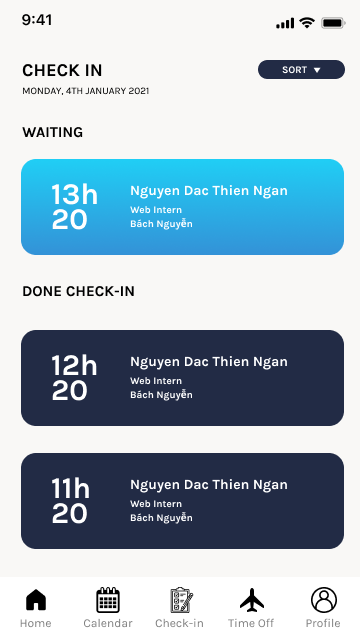 9:41
CHECK IN
SORT
MONDAY, 4TH JANUARY 2021
WAITING
13h
20
Nguyen Dac Thien Ngan
Web Intern
Bách Nguyễn
DONE CHECK-IN
12h
20
Nguyen Dac Thien Ngan
Web Intern
Bách Nguyễn
11h
20
Nguyen Dac Thien Ngan
Web Intern
Bách Nguyễn
Home Calendar Check-in Time Off Profile